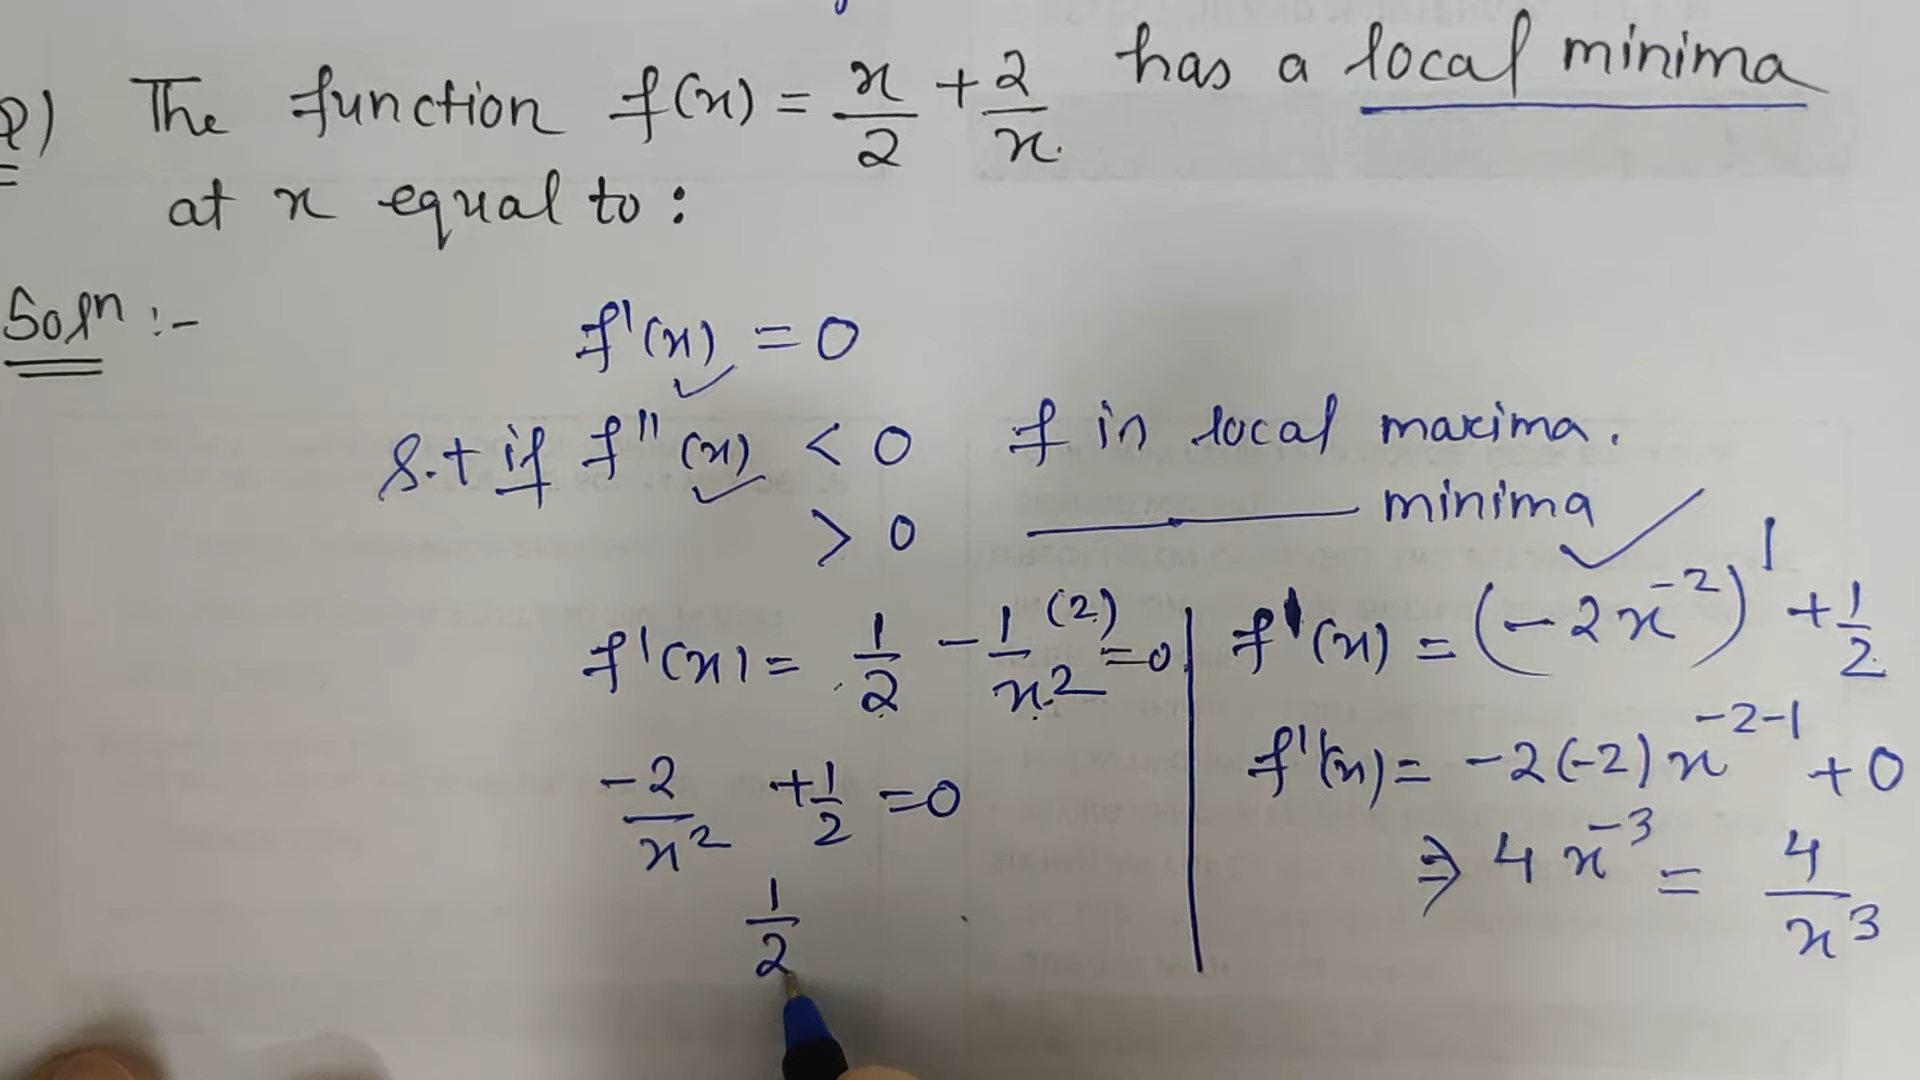 Q) The function f(x) = x/2 + 2/x has a local minima
at x equal to:
Soln :-
f'(x) = 0
s.t if f''(x) < 0 f in local maxima.
> 0 ——— minima
f'(x) = 1/2 - 1/x² (2) = 0
-2/x² + 1/2 = 0
1/2
f'(x) = (-2x⁻²)' + 1/2
f''(x) = -2(-2)x⁻²⁻¹ + 0
⇒ 4x⁻³ = 4/x³